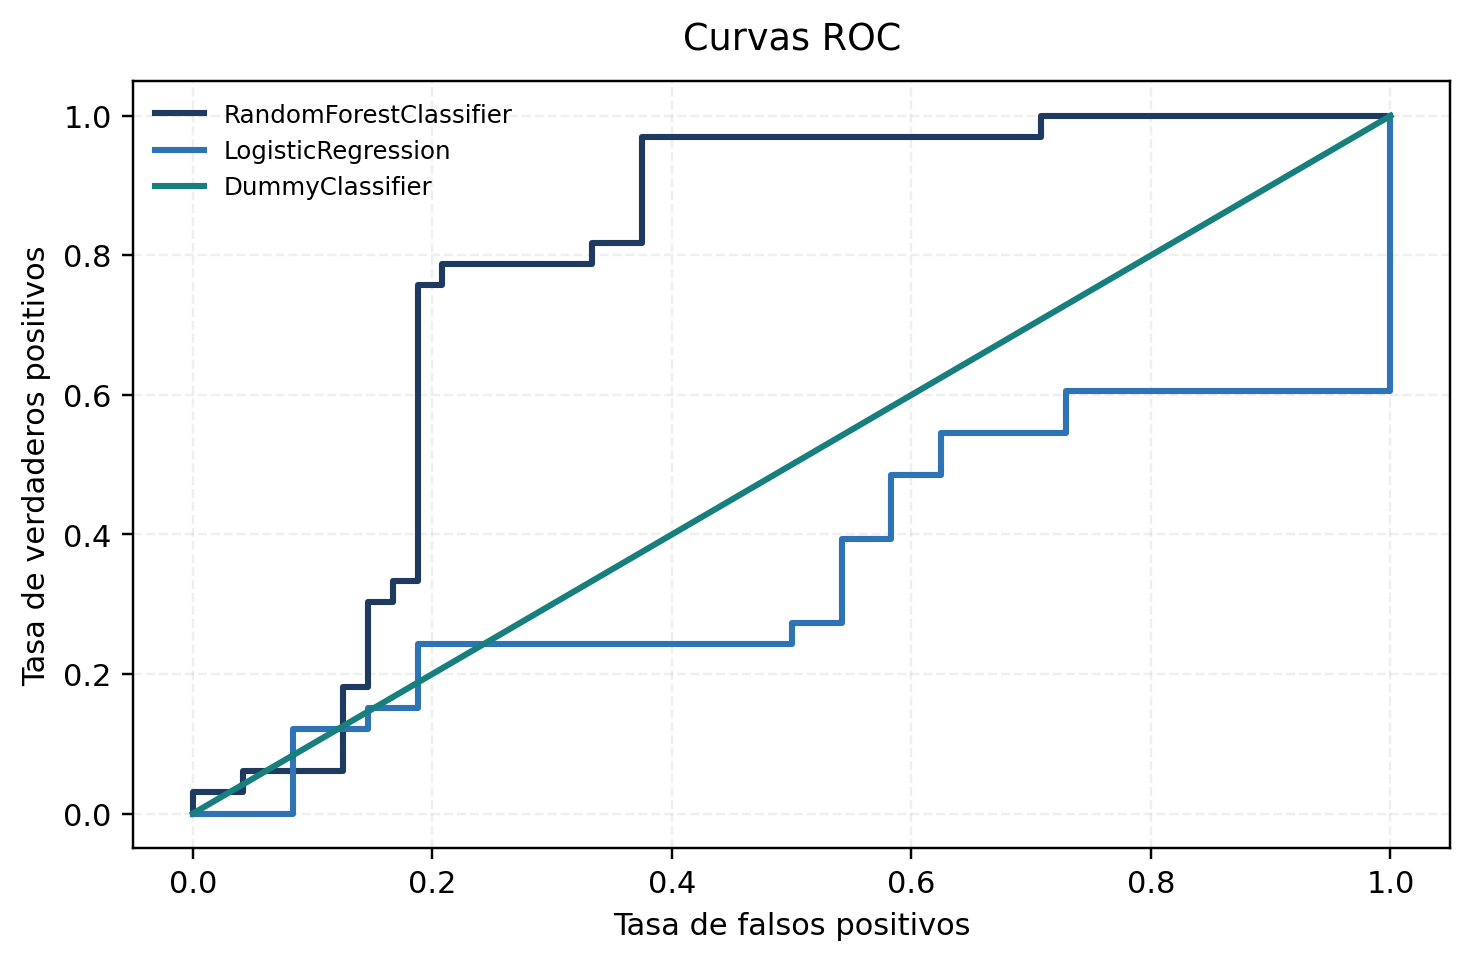 Curvas ROC
RandomForestClassifier
LogisticRegression
DummyClassifier
Tasa de verdaderos positivos
1.0
0.8
0.6
0.4
0.2
0.0
0.0 0.2 0.4 0.6 0.8 1.0
Tasa de falsos positivos